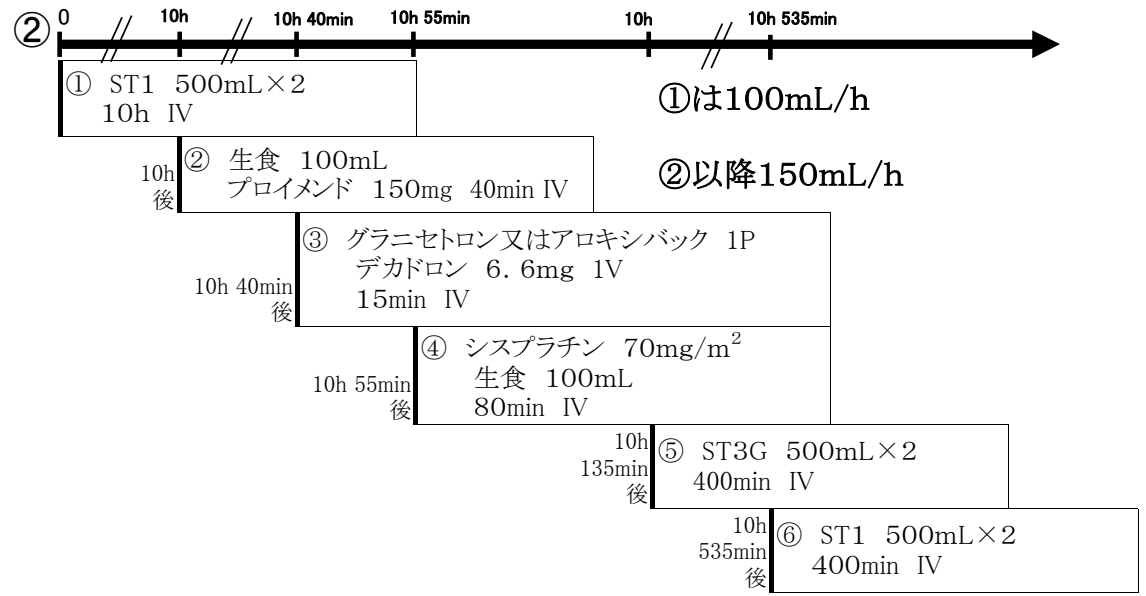 ②
0
10h
10h 40min
10h 55min
10h
10h 535min
① ST1 500mL×2
10h IV
①は100mL/h
②以降150mL/h
10h
後
② 生食 100mL
プロイメンド 150mg 40min IV
10h 40min
後
③ グラニセトロン又はアロキシバック 1P
デカドロン 6.6mg 1V
15min IV
10h 55min
後
④ シスプラチン 70mg/m²
生食 100mL
80min IV
10h
135min
後
⑤ ST3G 500mL×2
400min IV
10h
535min
後
⑥ ST1 500mL×2
400min IV